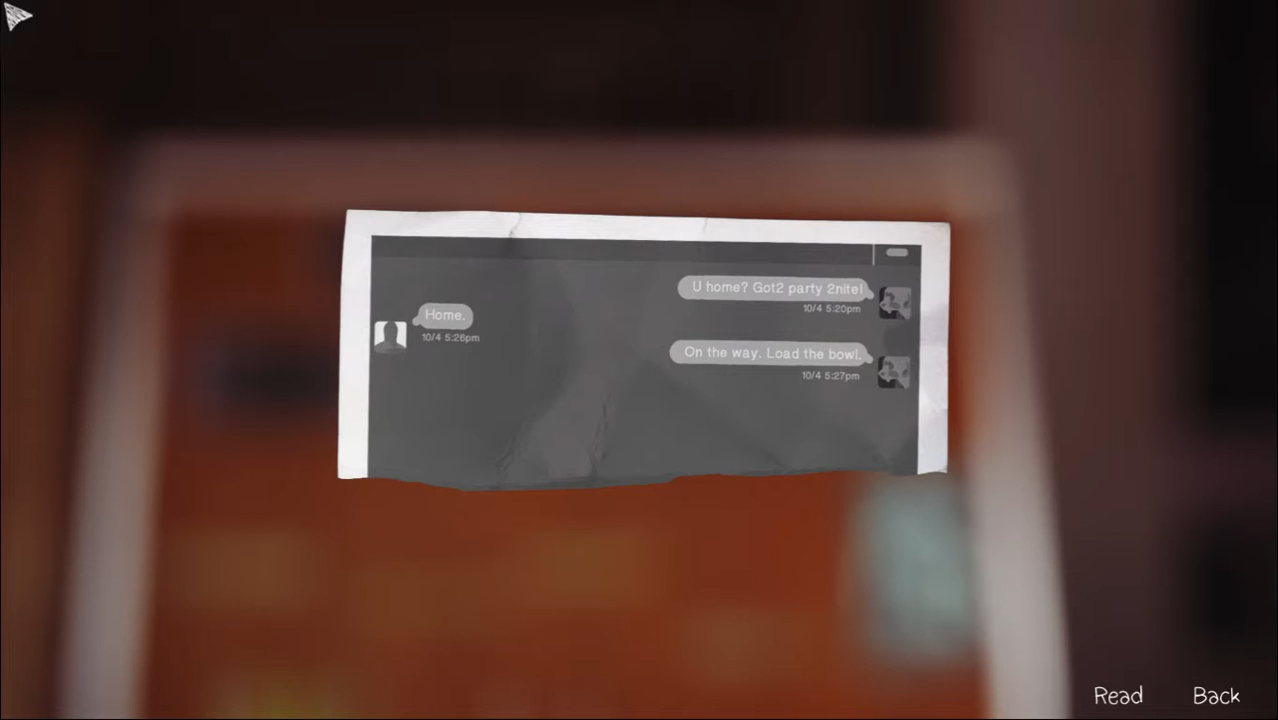 U home? Got2 party 2nite!
10/4 5:20pm
Home.
10/4 5:26pm
On the way. Load the bowl.
10/4 5:27pm
Read
Back